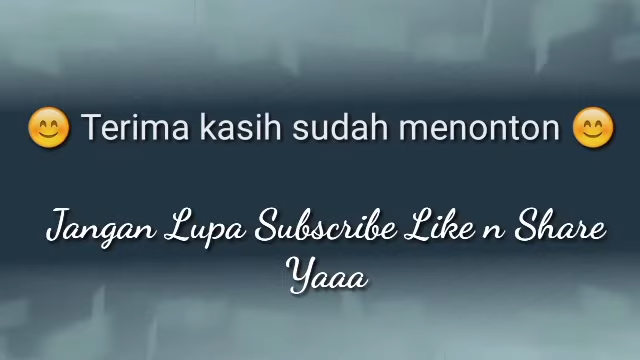 😊 Terima kasih sudah menonton 😊
Jangan Lupa Subscribe Like n Share
Yaaa